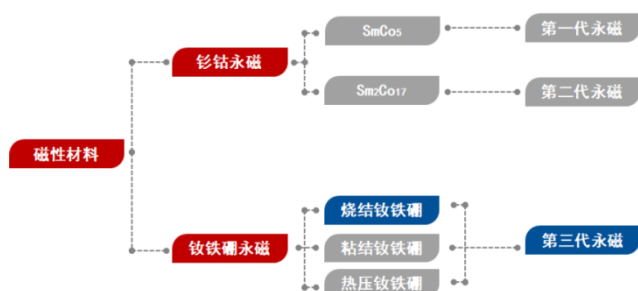 SmCo₅
第一代永磁
钐钴永磁
Sm₂Co₁₇
第二代永磁
磁性材料
烧结钕铁硼
钕铁硼永磁
粘结钕铁硼
第三代永磁
热压钕铁硼